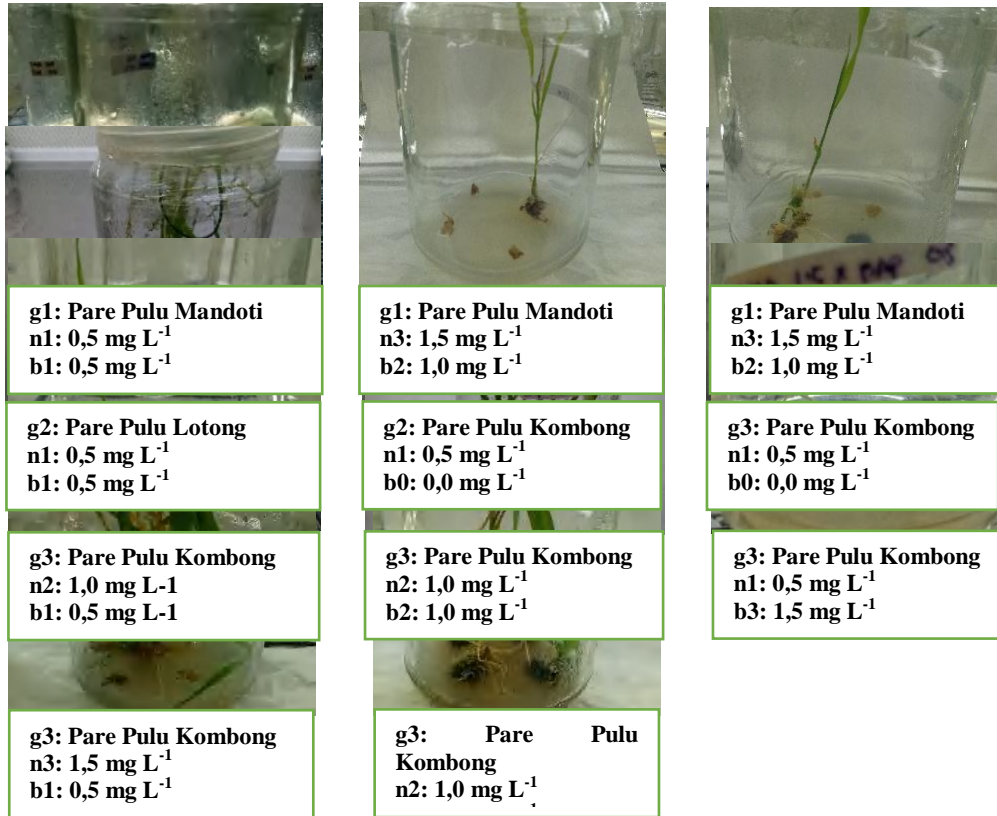 g1: Pare Pulu Mandoti
n1: 0,5 mg L⁻¹
b1: 0,5 mg L⁻¹
g1: Pare Pulu Mandoti
n3: 1,5 mg L⁻¹
b2: 1,0 mg L⁻¹
g1: Pare Pulu Mandoti
n3: 1,5 mg L⁻¹
b2: 1,0 mg L⁻¹
g2: Pare Pulu Lotong
n1: 0,5 mg L⁻¹
b1: 0,5 mg L⁻¹
g2: Pare Pulu Kombong
n1: 0,5 mg L⁻¹
b0: 0,0 mg L⁻¹
g3: Pare Pulu Kombong
n1: 0,5 mg L⁻¹
b0: 0,0 mg L⁻¹
g3: Pare Pulu Kombong
n2: 1,0 mg L-1
b1: 0,5 mg L-1
g3: Pare Pulu Kombong
n2: 1,0 mg L⁻¹
b2: 1,0 mg L⁻¹
g3: Pare Pulu Kombong
n1: 0,5 mg L⁻¹
b3: 1,5 mg L⁻¹
g3: Pare Pulu Kombong
n3: 1,5 mg L⁻¹
b1: 0,5 mg L⁻¹
g3: Pare Pulu
Kombong
n2: 1,0 mg L⁻¹